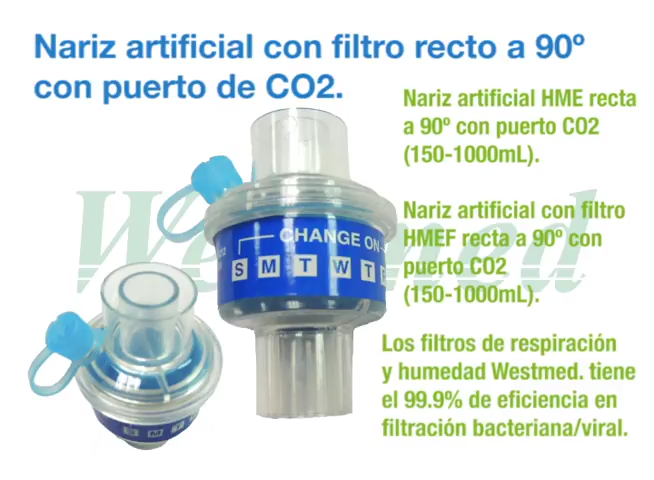 Nariz artificial con filtro recto a 90º
con puerto de CO2.
Nariz artificial HME recta
a 90º con puerto CO2
(150-1000mL).
Westmed
CHANGE ON
S M T W T
Nariz artificial con filtro
HMEF recta a 90º con
puerto CO2
(150-1000mL).
S M T
Los filtros de respiración
y humedad Westmed. tiene
el 99.9% de eficiencia en
filtración bacteriana/viral.